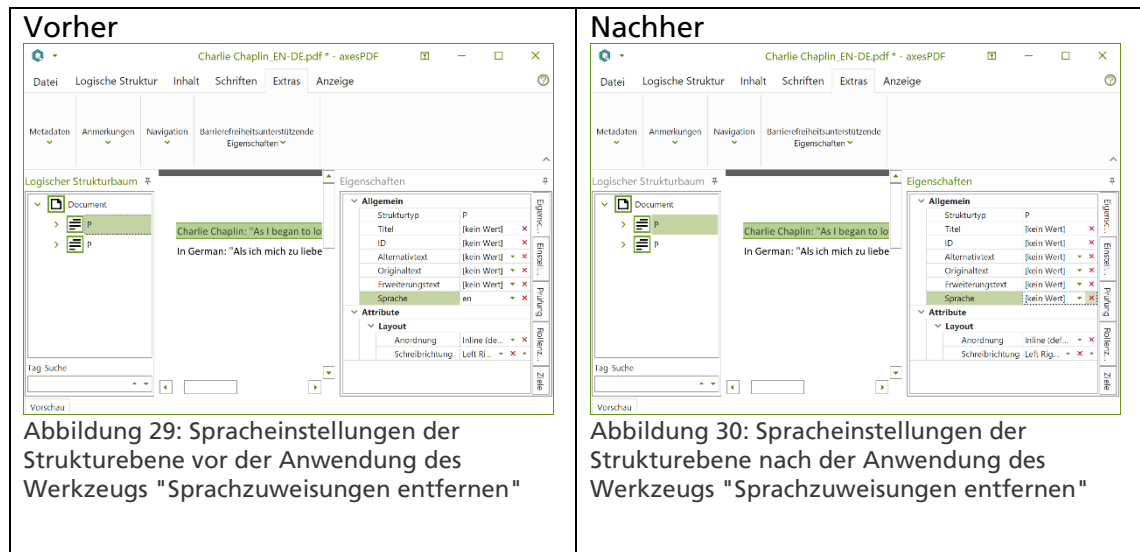 Vorher
Charlie Chaplin_EN-DE.pdf * - axesPDF
Datei Logische Struktur Inhalt Schriften Extras Anzeige
Metadaten Anmerkungen Navigation Barrierefreiheitsunterstützende
Eigenschaften
Logischer Strukturbaum
Document
P
P
Tag-Suche
Vorschau
Charlie Chaplin: "As I began to lo
In German: "Als ich mich zu liebe
Eigenschaften
Allgemein
Strukturtyp P
Titel [kein Wert]
ID [kein Wert]
Alternativtext [kein Wert]
Originaltext [kein Wert]
Erweiterungstext [kein Wert]
Sprache en
Attribute
Layout
Anordnung Inline (de...
Schreibrichtung Left Ri...
Eigensc...
Einstell...
Prüfung
Rollenz...
Ziele
Abbildung 29: Spracheinstellungen der
Strukturebene vor der Anwendung des
Werkzeugs "Sprachzuweisungen entfernen"
Nachher
Charlie Chaplin_EN-DE.pdf * - axesPDF
Datei Logische Struktur Inhalt Schriften Extras Anzeige
Metadaten Anmerkungen Navigation Barrierefreiheitsunterstützende
Eigenschaften
Logischer Strukturbaum
Document
P
P
Tag-Suche
Vorschau
Charlie Chaplin: "As I began to lo
In German: "Als ich mich zu liebe
Eigenschaften
Allgemein
Strukturtyp P
Titel [kein Wert]
ID [kein Wert]
Alternativtext [kein Wert]
Originaltext [kein Wert]
Erweiterungstext [kein Wert]
Sprache [kein Wert]
Attribute
Layout
Anordnung Inline (def...
Schreibrichtung Left Rig...
Eigensc...
Einstell...
Prüfung
Rollenz...
Ziele
Abbildung 30: Spracheinstellungen der
Strukturebene nach der Anwendung des
Werkzeugs "Sprachzuweisungen entfernen"